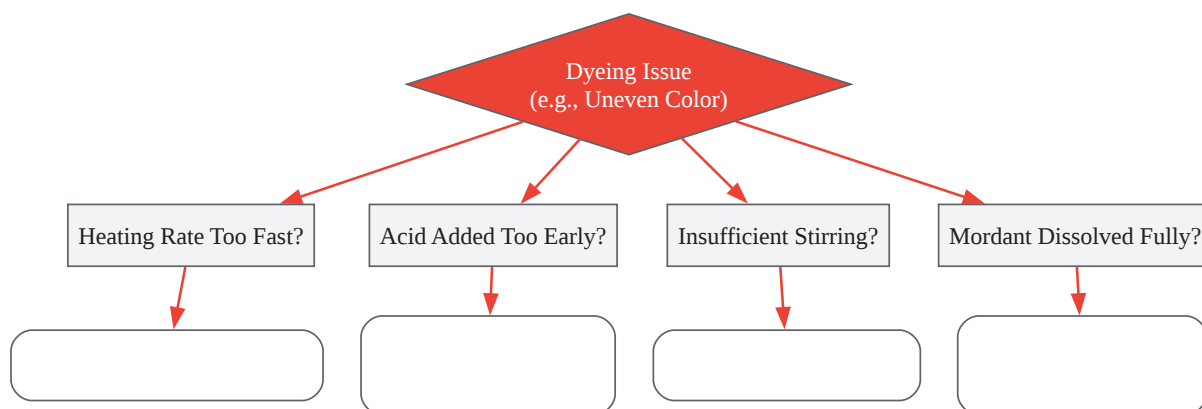 Dyeing Issue
(e.g., Uneven Color)
Heating Rate Too Fast?
Acid Added Too Early?
Insufficient Stirring?
Mordant Dissolved Fully?